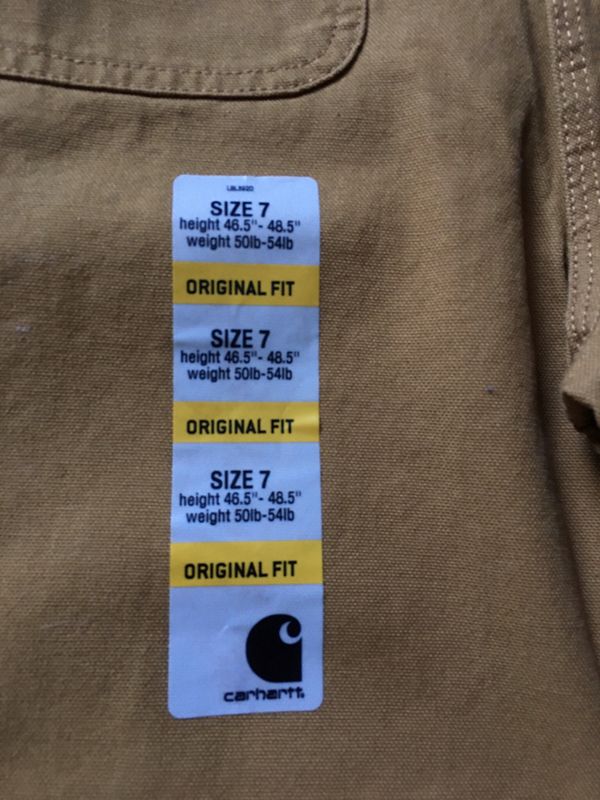 SIZE 7
height 46.5"- 48.5"
weight 50lb-54lb
ORIGINAL FIT
SIZE 7
height 46.5"- 48.5"
weight 50lb-54lb
ORIGINAL FIT
SIZE 7
height 46.5"- 48.5"
weight 50lb-54lb
ORIGINAL FIT
carhartt